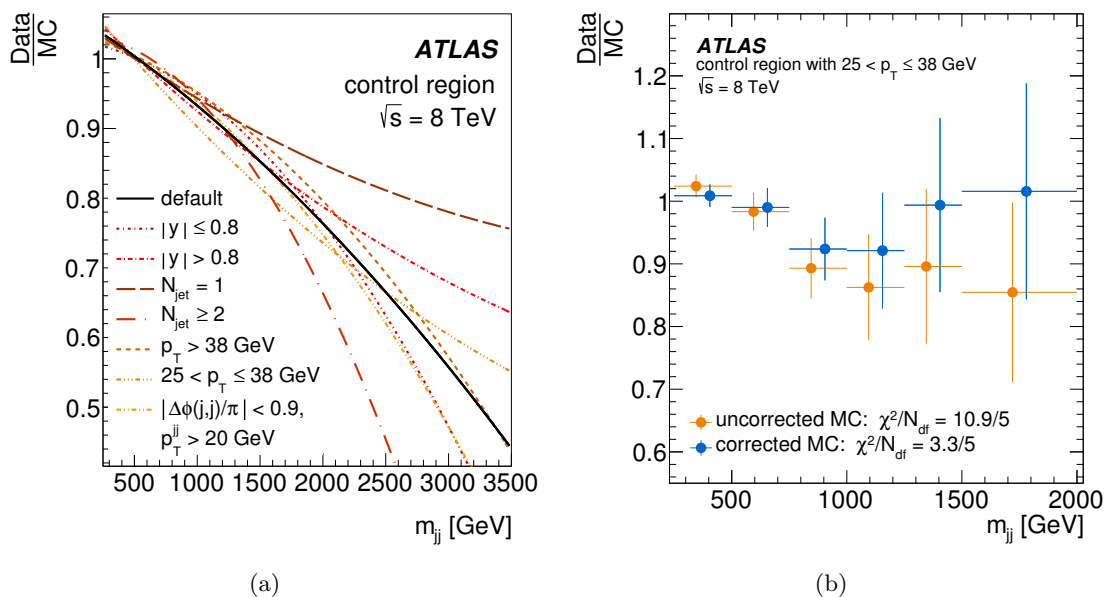 Data
MC
1
0.9
0.8
0.7
0.6
0.5
ATLAS
control region
√s = 8 TeV
default
|y| ≤ 0.8
|y| > 0.8
N_jet = 1
N_jet ≥ 2
p_T > 38 GeV
25 < p_T ≤ 38 GeV
|Δϕ(j,j)/π| < 0.9,
p_T^jj > 20 GeV
500 1000 1500 2000 2500 3000 3500
m_jj [GeV]
(a)
Data
MC
1.2
1.1
1.0
0.9
0.8
0.7
0.6
ATLAS
control region with 25 < p_T ≤ 38 GeV
√s = 8 TeV
uncorrected MC: χ²/N_df = 10.9/5
corrected MC: χ²/N_df = 3.3/5
500 1000 1500 2000
m_jj [GeV]
(b)